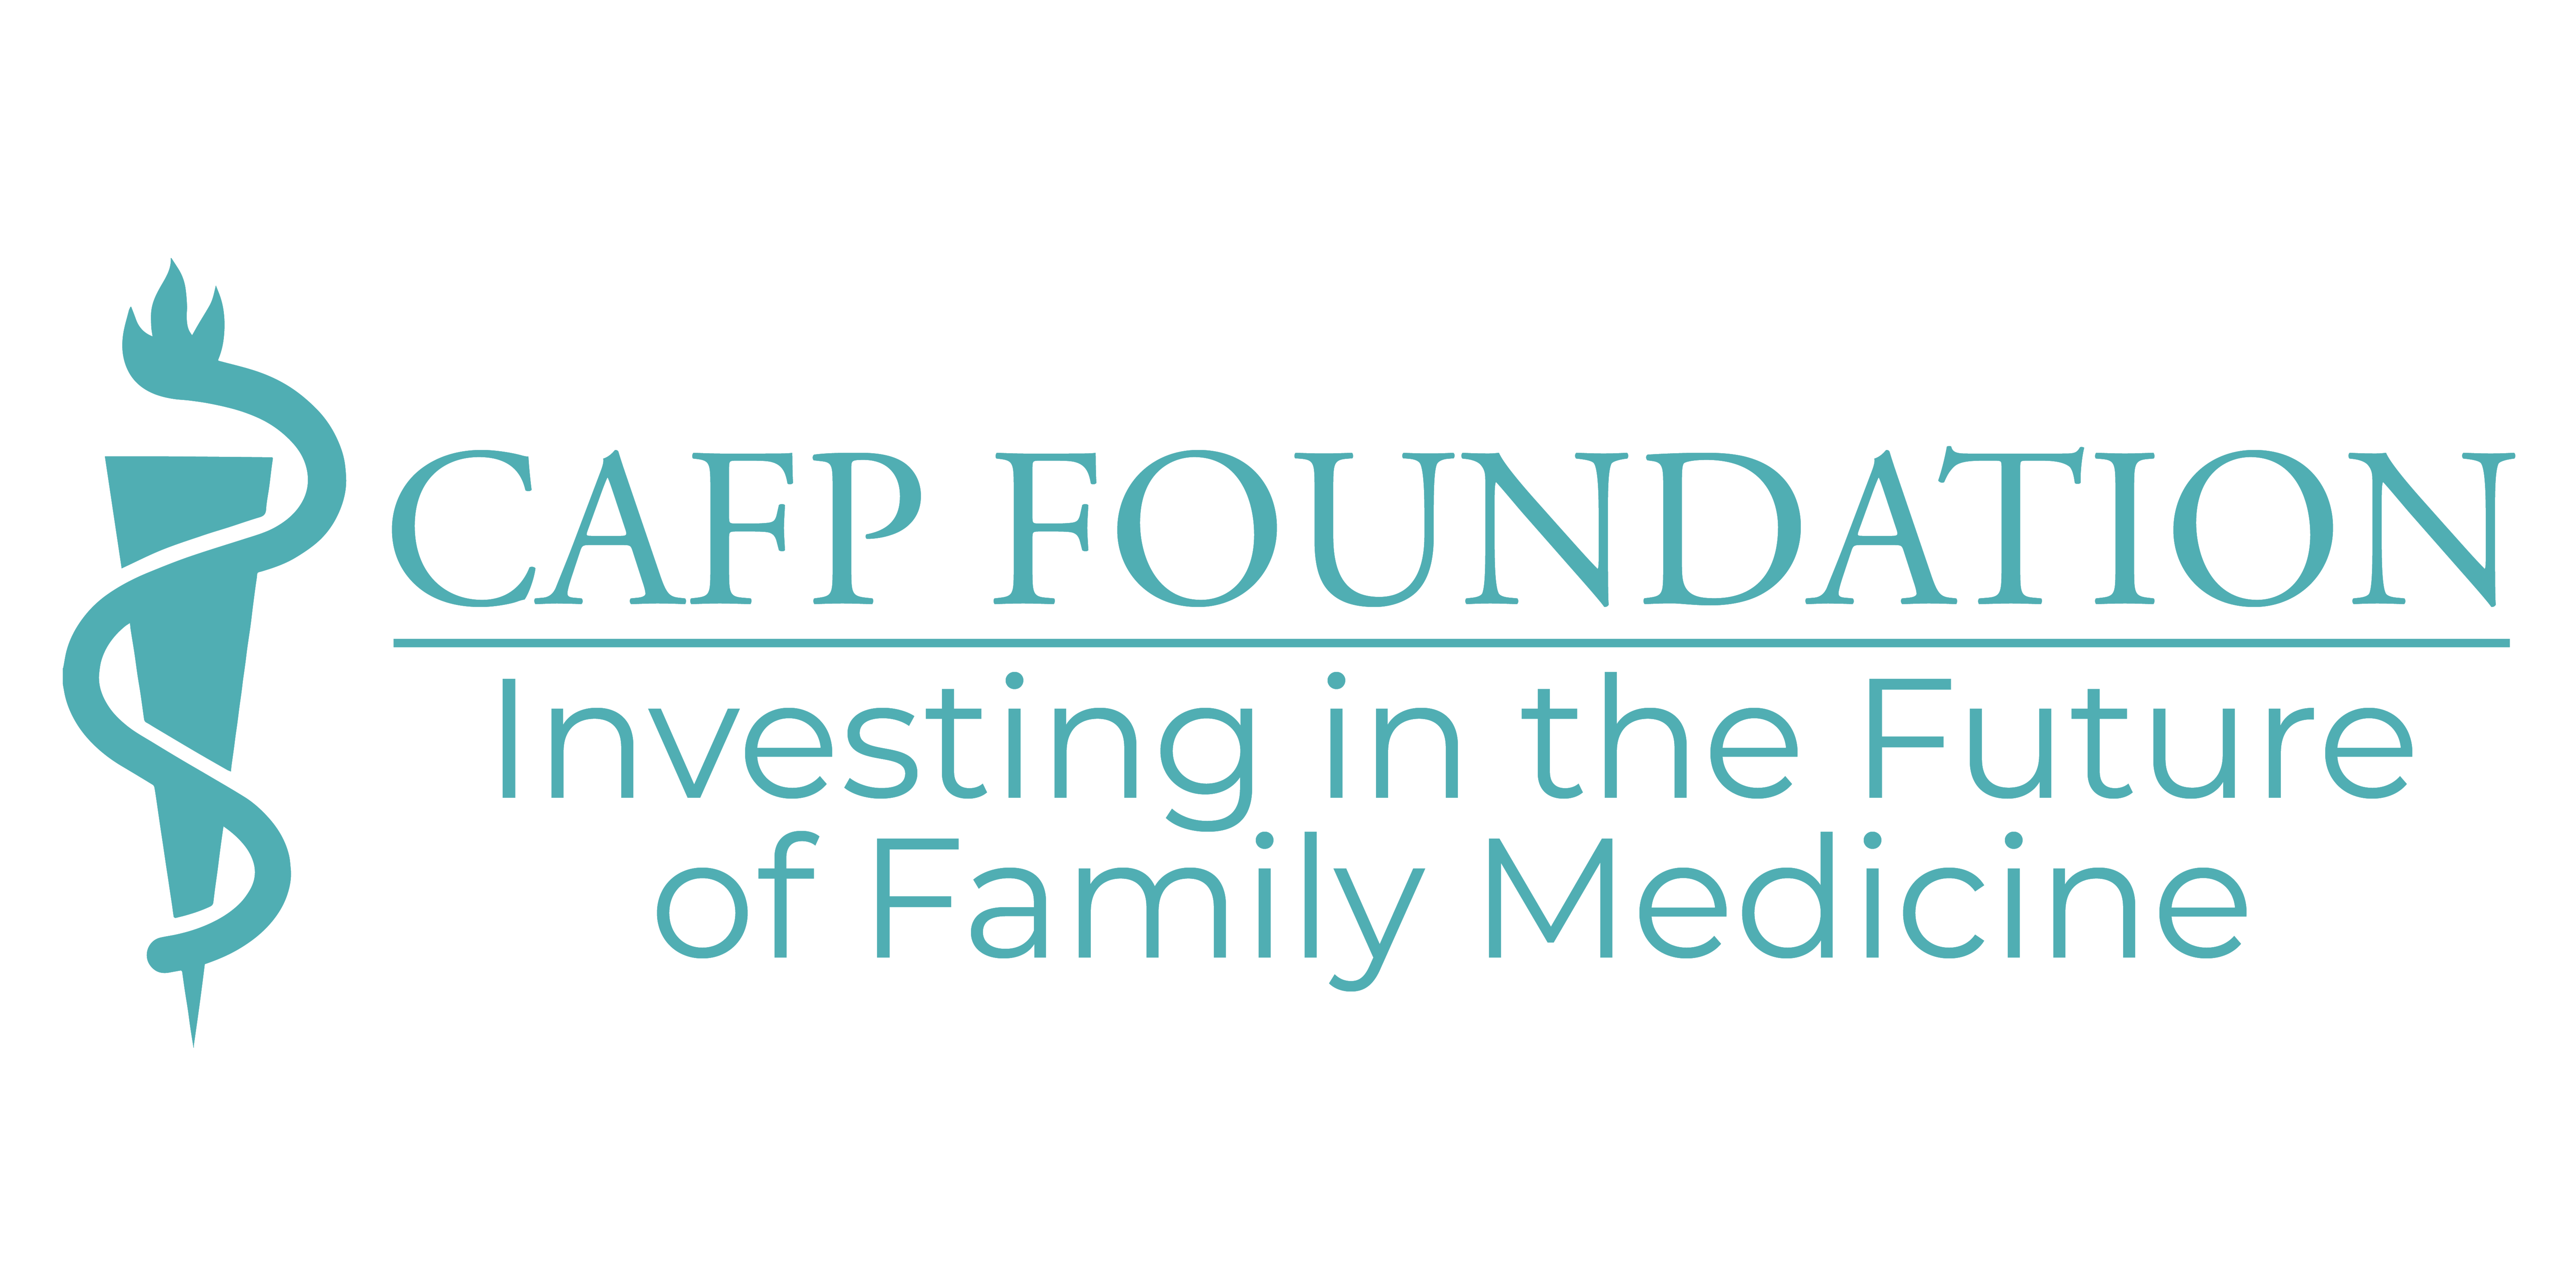 CAFP FOUNDATION
Investing in the Future
of Family Medicine